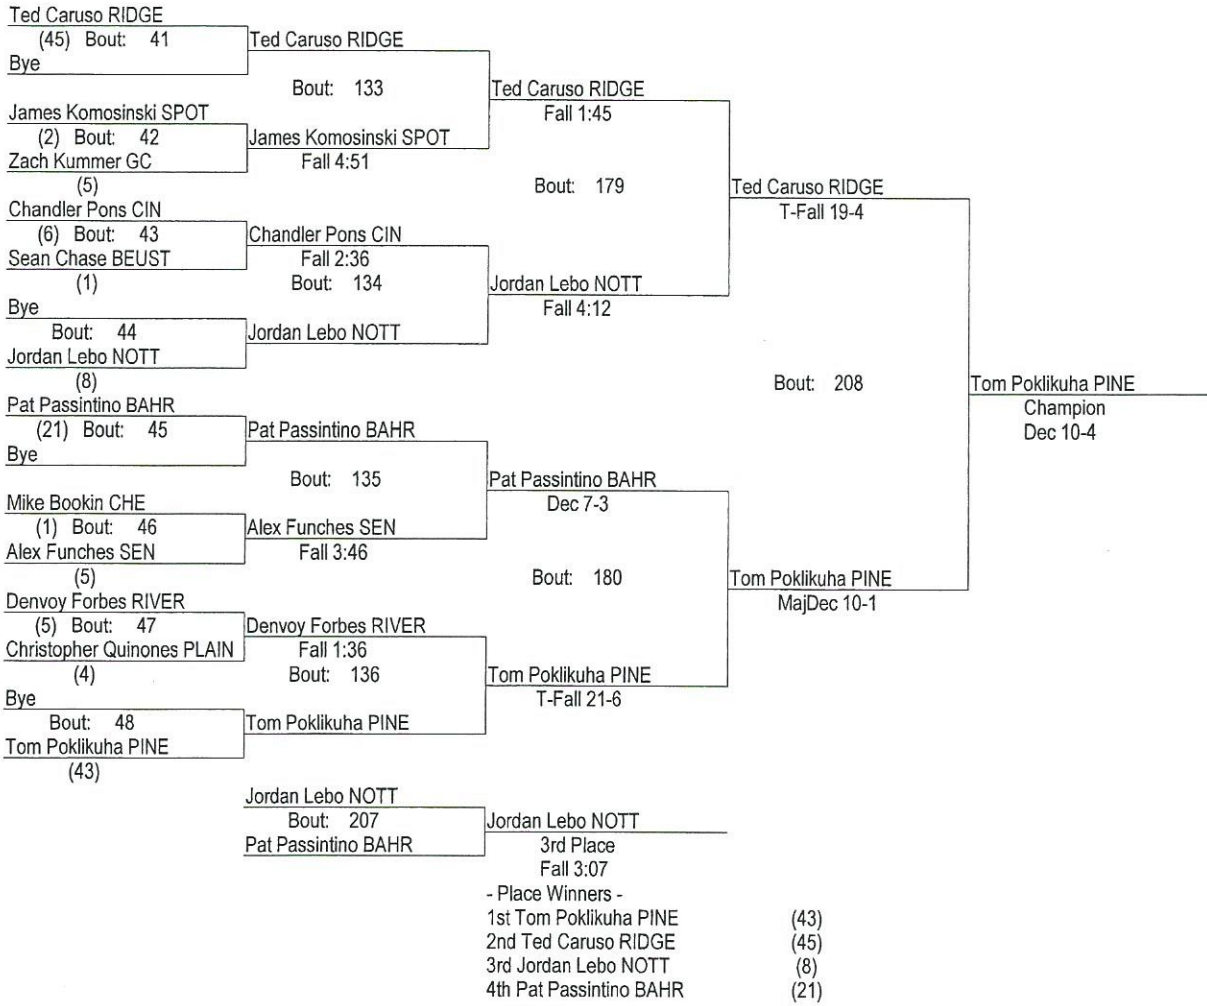 Ted Caruso RIDGE
(45) Bout: 41
Bye
Ted Caruso RIDGE
Bout: 133
James Komosinski SPOT
(2) Bout: 42
Zach Kummer GC
(5)
James Komosinski SPOT
Fall 4:51
Ted Caruso RIDGE
Fall 1:45
Bout: 179
Chandler Pons CIN
(6) Bout: 43
Sean Chase BEUST
(1)
Chandler Pons CIN
Fall 2:36
Bout: 134
Bye
Bout: 44
Jordan Lebo NOTT
(8)
Jordan Lebo NOTT
Jordan Lebo NOTT
Fall 4:12
Ted Caruso RIDGE
T-Fall 19-4
Bout: 208
Pat Passintino BAHR
(21) Bout: 45
Bye
Pat Passintino BAHR
Bout: 135
Mike Bookin CHE
(1) Bout: 46
Alex Funches SEN
(5)
Alex Funches SEN
Fall 3:46
Pat Passintino BAHR
Dec 7-3
Bout: 180
Denvoy Forbes RIVER
(5) Bout: 47
Christopher Quinones PLAIN
(4)
Denvoy Forbes RIVER
Fall 1:36
Bout: 136
Bye
Bout: 48
Tom Poklikuha PINE
(43)
Tom Poklikuha PINE
Tom Poklikuha PINE
T-Fall 21-6
Tom Poklikuha PINE
MajDec 10-1
Tom Poklikuha PINE
Champion
Dec 10-4
Jordan Lebo NOTT
Bout: 207
Pat Passintino BAHR
Jordan Lebo NOTT
3rd Place
Fall 3:07
- Place Winners -
1st Tom Poklikuha PINE (43)
2nd Ted Caruso RIDGE (45)
3rd Jordan Lebo NOTT (8)
4th Pat Passintino BAHR (21)